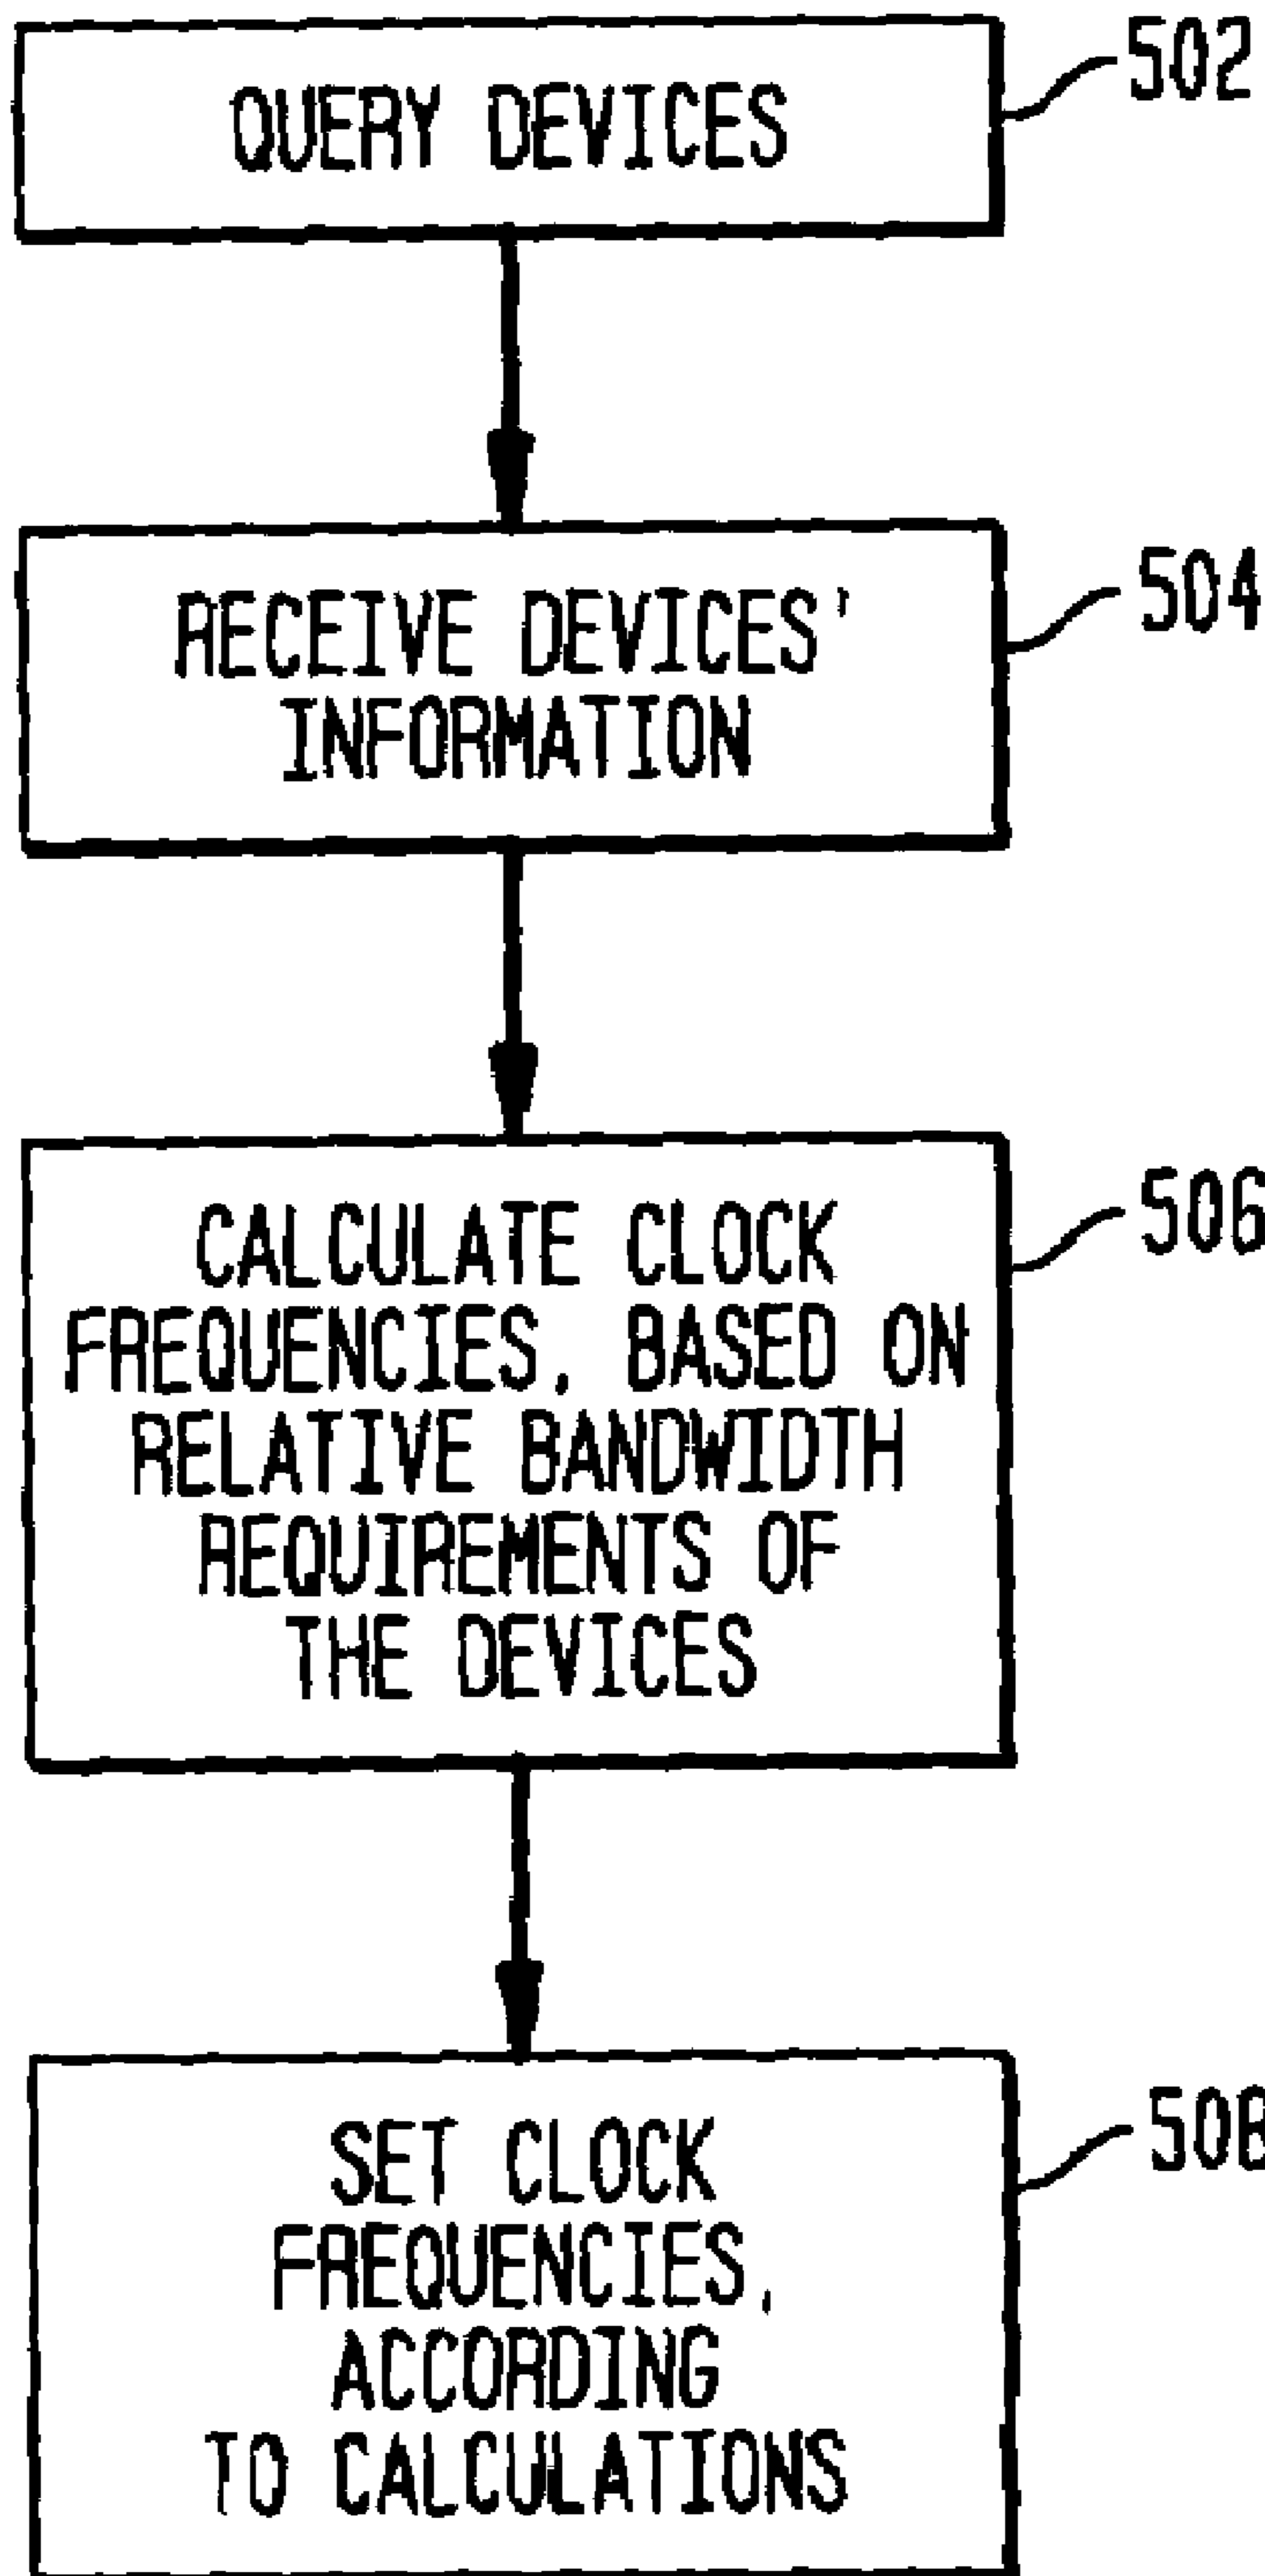 QUERY DEVICES
502
RECEIVE DEVICES'
INFORMATION
504
CALCULATE CLOCK
FREQUENCIES, BASED ON
RELATIVE BANDWIDTH
REQUIREMENTS OF
THE DEVICES
506
SET CLOCK
FREQUENCIES,
ACCORDING
TO CALCULATIONS
508